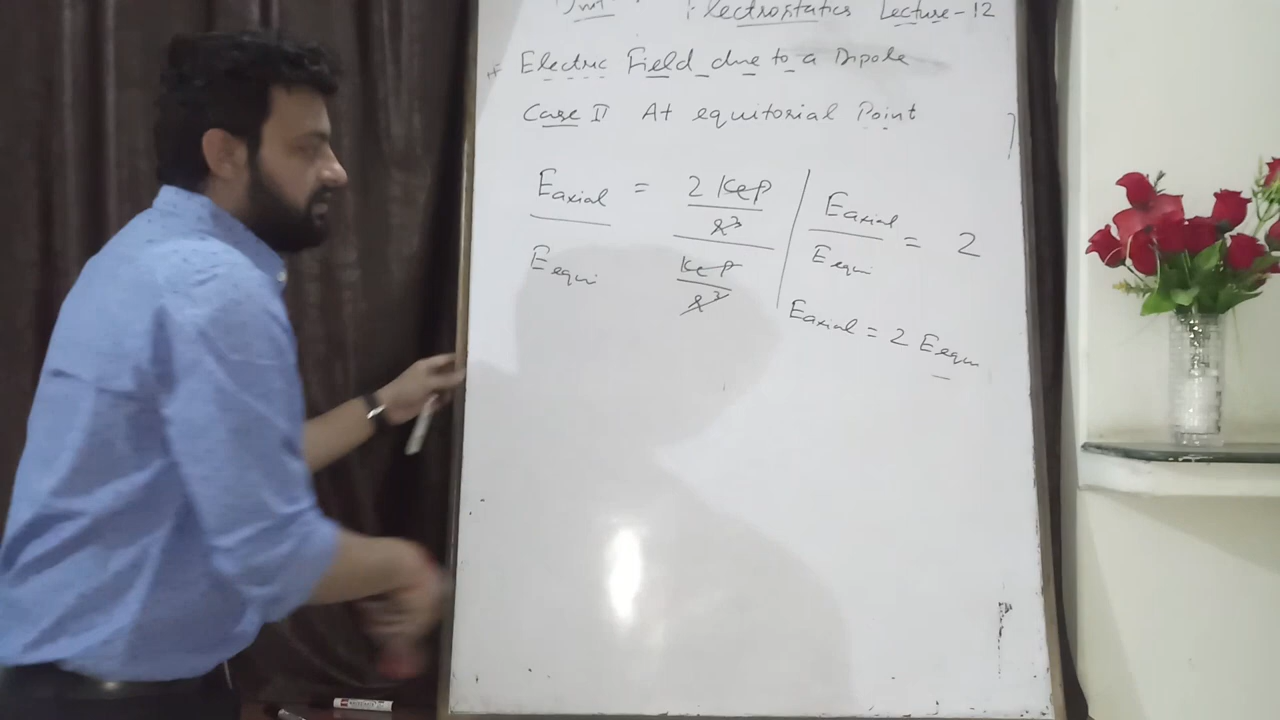 Unit Electrostatics Lecture-12
* Electric Field due to a Dipole
Case II At equitorial Point
Eaxial / Eequi = (2 Kep / r³) / (Kep / r³)
Eaxial / Eequi = 2
Eaxial = 2 Eequi